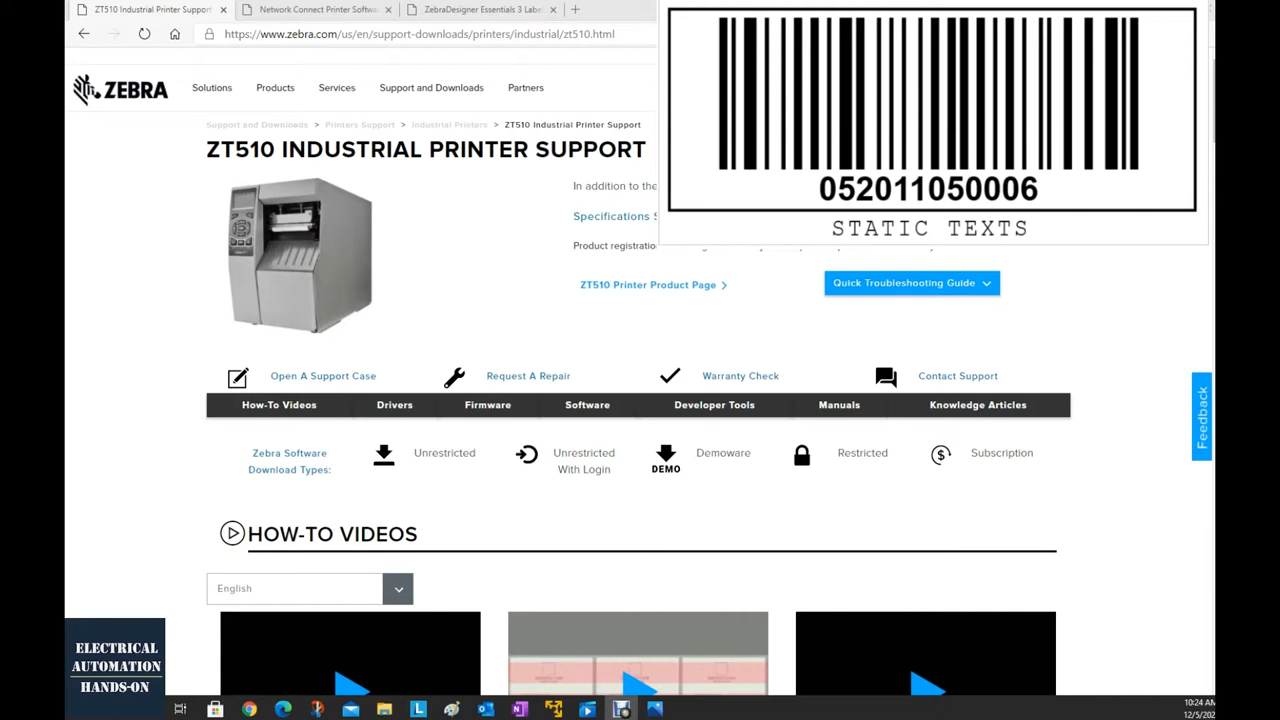 ZT510 Industrial Printer Support
Network Connect Printer Softwa
ZebraDesigner Essentials 3 Labe
https://www.zebra.com/us/en/support-downloads/printers/industrial/zt510.html
ZEBRA
Solutions
Products
Services
Support and Downloads
Partners
Support and Downloads > Printers Support > Industrial Printers > ZT510 Industrial Printer Support
ZT510 INDUSTRIAL PRINTER SUPPORT
052011050006
STATIC TEXTS
In addition to the
Specifications S
Product registration
ZT510 Printer Product Page >
Quick Troubleshooting Guide
Open A Support Case
Request A Repair
Warranty Check
Contact Support
How-To Videos
Drivers
Firmware
Software
Developer Tools
Manuals
Knowledge Articles
Zebra Software
Download Types:
Unrestricted
Unrestricted
With Login
DEMO
Demoware
Restricted
Subscription
Feedback
HOW-TO VIDEOS
English
ELECTRICAL
AUTOMATION
HANDS-ON
10:24 AM
12/5/202